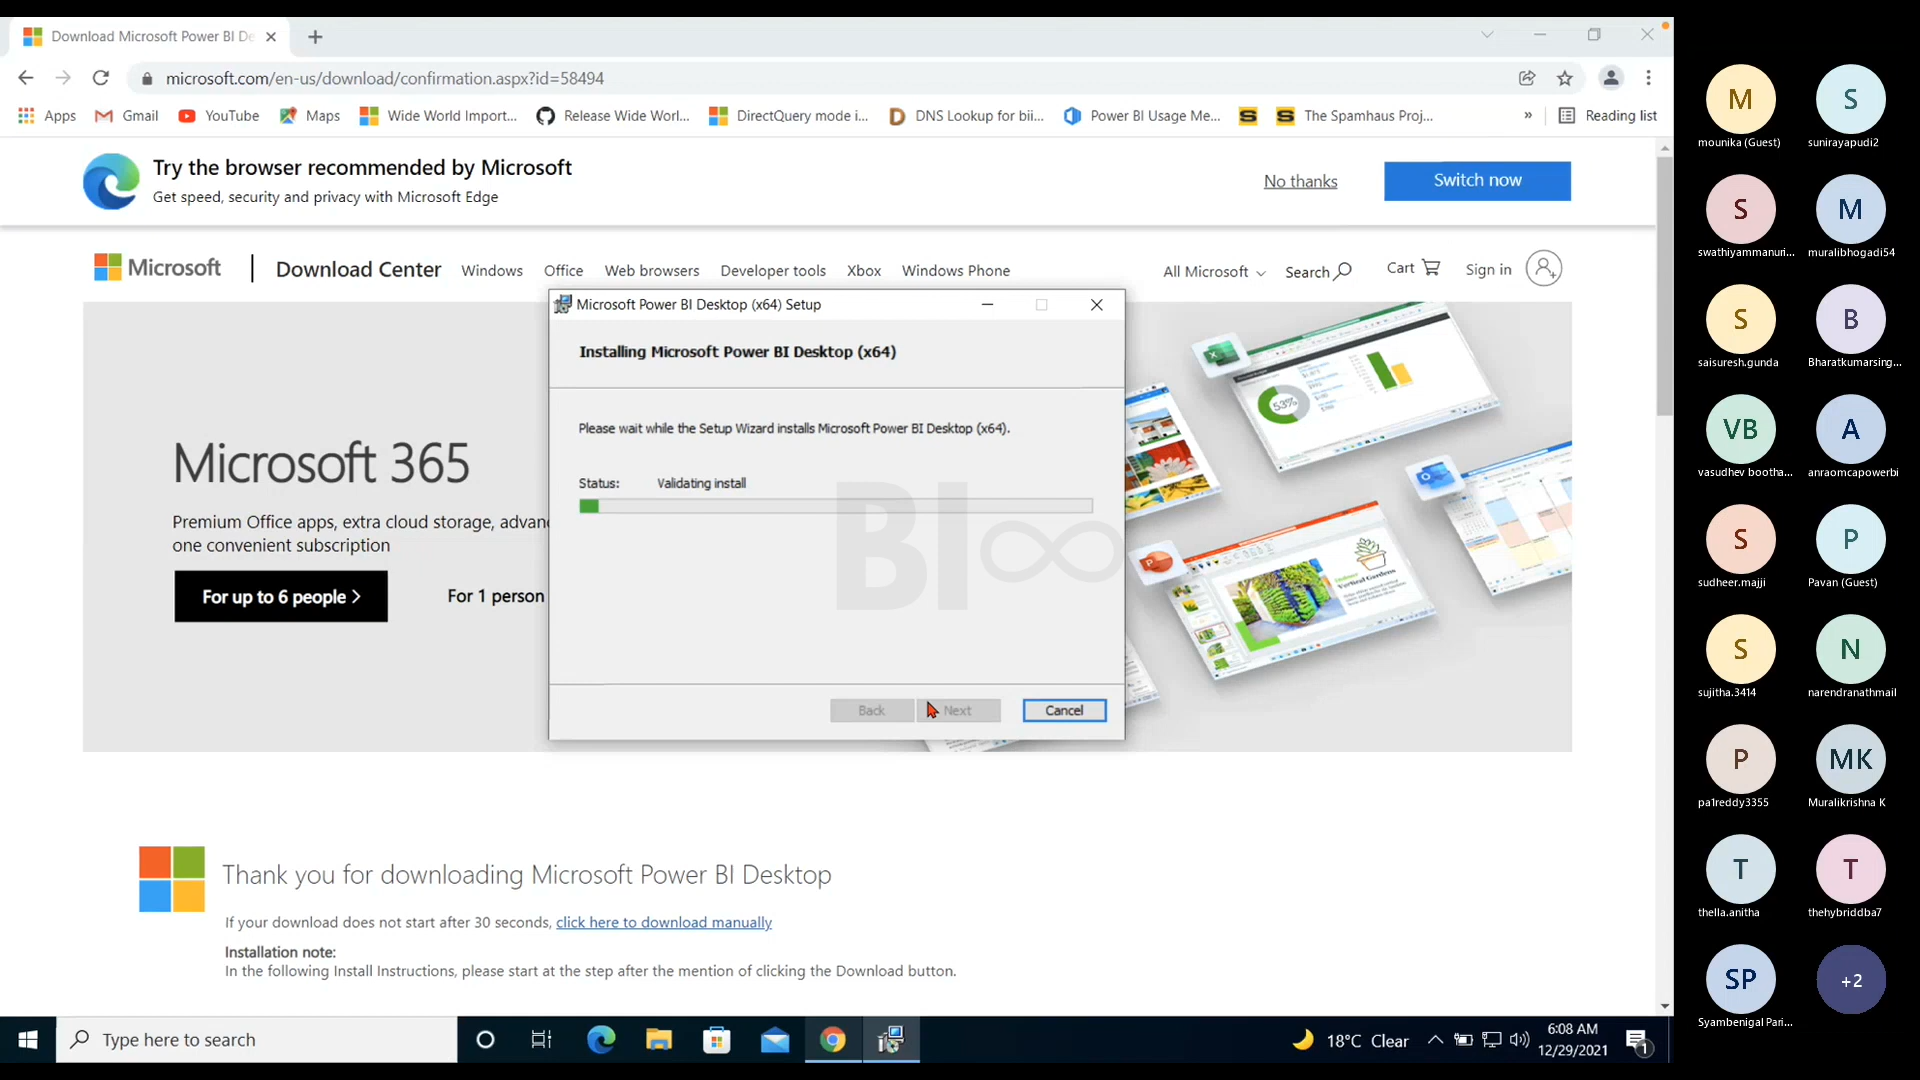 Download Microsoft Power BI De
microsoft.com/en-us/download/confirmation.aspx?id=58494
Apps
Gmail
YouTube
Maps
Wide World Import...
Release Wide Worl...
DirectQuery mode i...
DNS Lookup for bii...
Power BI Usage Me...
The Spamhaus Proj...
»
Reading list
Try the browser recommended by Microsoft
Get speed, security and privacy with Microsoft Edge
No thanks
Switch now
Microsoft
Download Center
Windows
Office
Web browsers
Developer tools
Xbox
Windows Phone
All Microsoft
Search
Cart
Sign in
Microsoft Power BI Desktop (x64) Setup
Installing Microsoft Power BI Desktop (x64)
Please wait while the Setup Wizard installs Microsoft Power BI Desktop (x64).
Status:
Validating install
BI
Back
Next
Cancel
53%
Microsoft 365
Premium Office apps, extra cloud storage, advan
one convenient subscription
For up to 6 people >
For 1 person
Thank you for downloading Microsoft Power BI Desktop
If your download does not start after 30 seconds, click here to download manually
Installation note:
In the following Install Instructions, please start at the step after the mention of clicking the Download button.
Type here to search
18°C Clear
6:08 AM
12/29/2021
1
M
mounika (Guest)
S
sunirayapudi2
S
swathiyammanuri...
M
muralibhogadi54
S
saisuresh.gunda
B
Bharatkumarsing...
VB
vasudhev bootha...
A
anraomcapowerbi
S
sudheer.majji
P
Pavan (Guest)
S
sujitha.3414
N
narendranathmail
P
pa1reddy3355
MK
Muralikrishna K
T
thella.anitha
T
thehybriddba7
SP
Syambenigal Pari...
+2